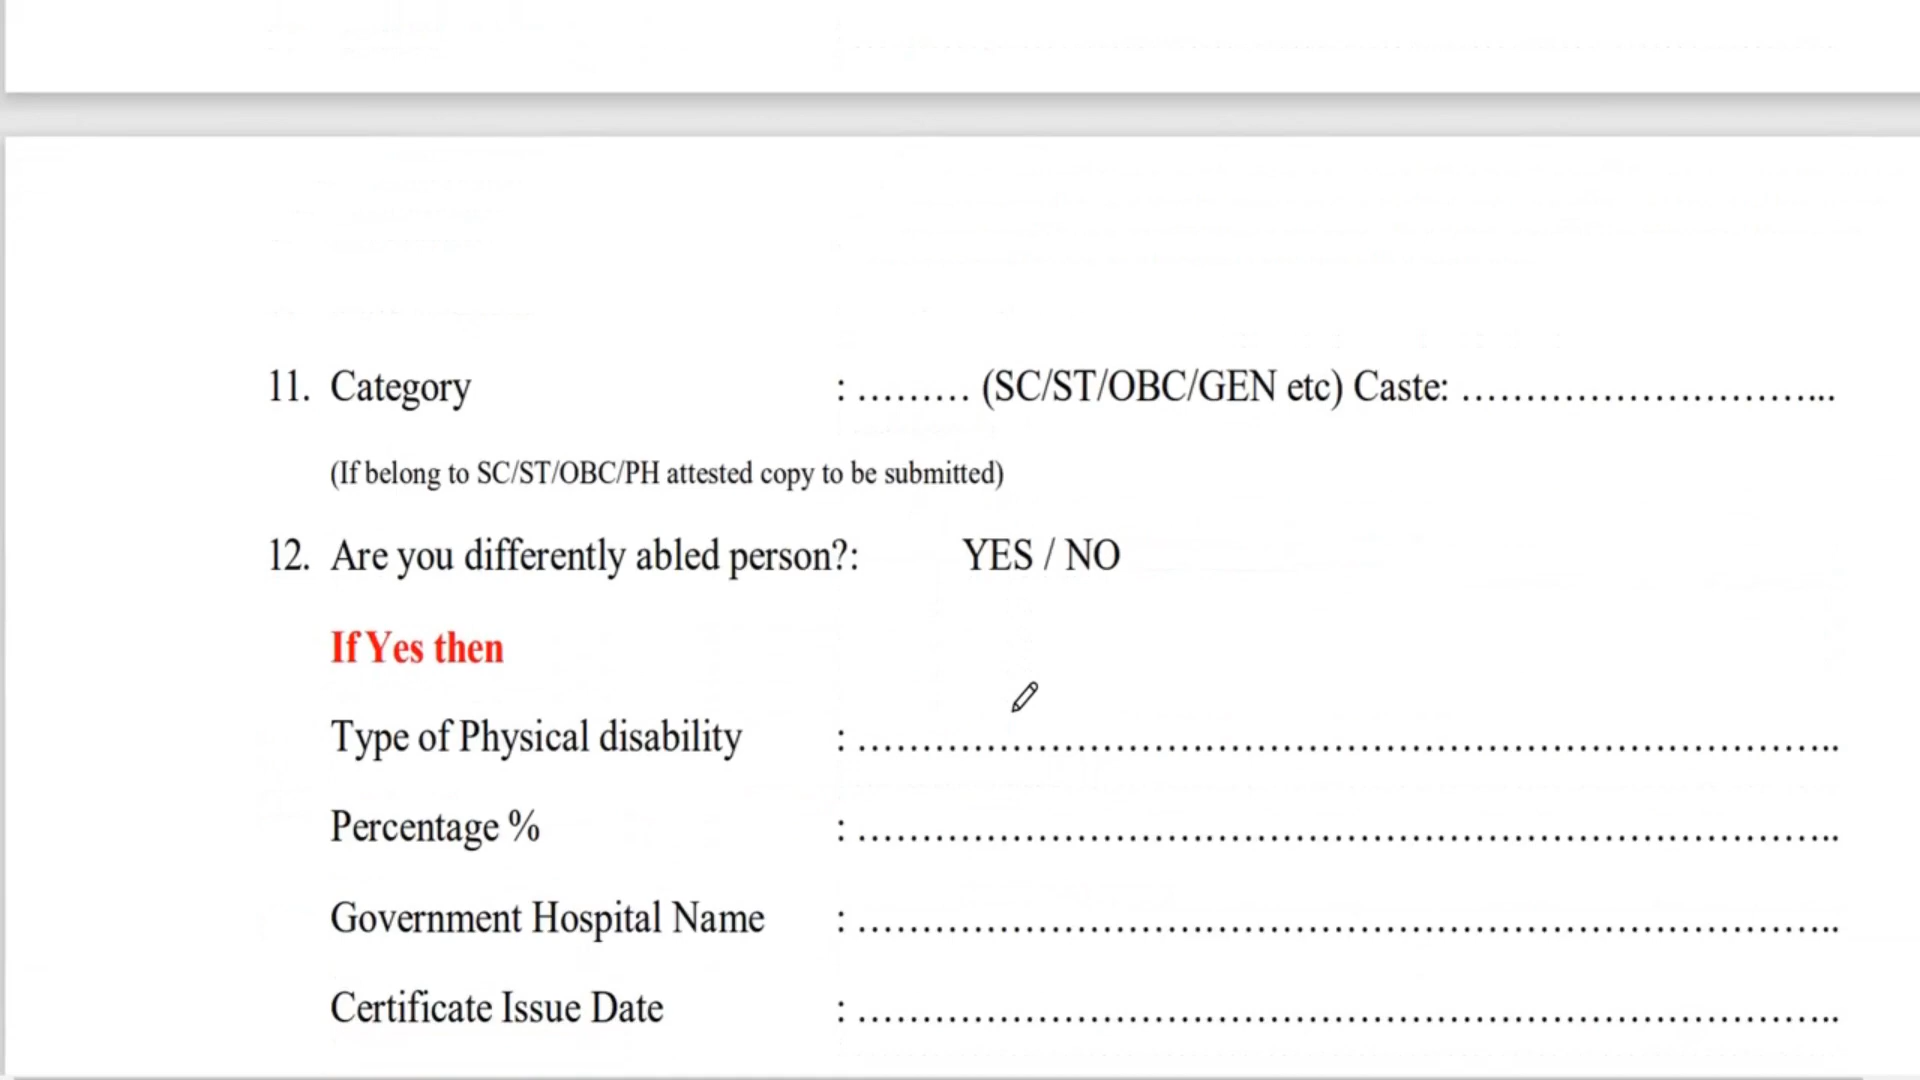 11. Category : ......... (SC/ST/OBC/GEN etc) Caste: ..............................
(If belong to SC/ST/OBC/PH attested copy to be submitted)
12. Are you differently abled person?: YES / NO
If Yes then
Type of Physical disability : ................................................................................
Percentage % : ................................................................................
Government Hospital Name : ................................................................................
Certificate Issue Date : ................................................................................